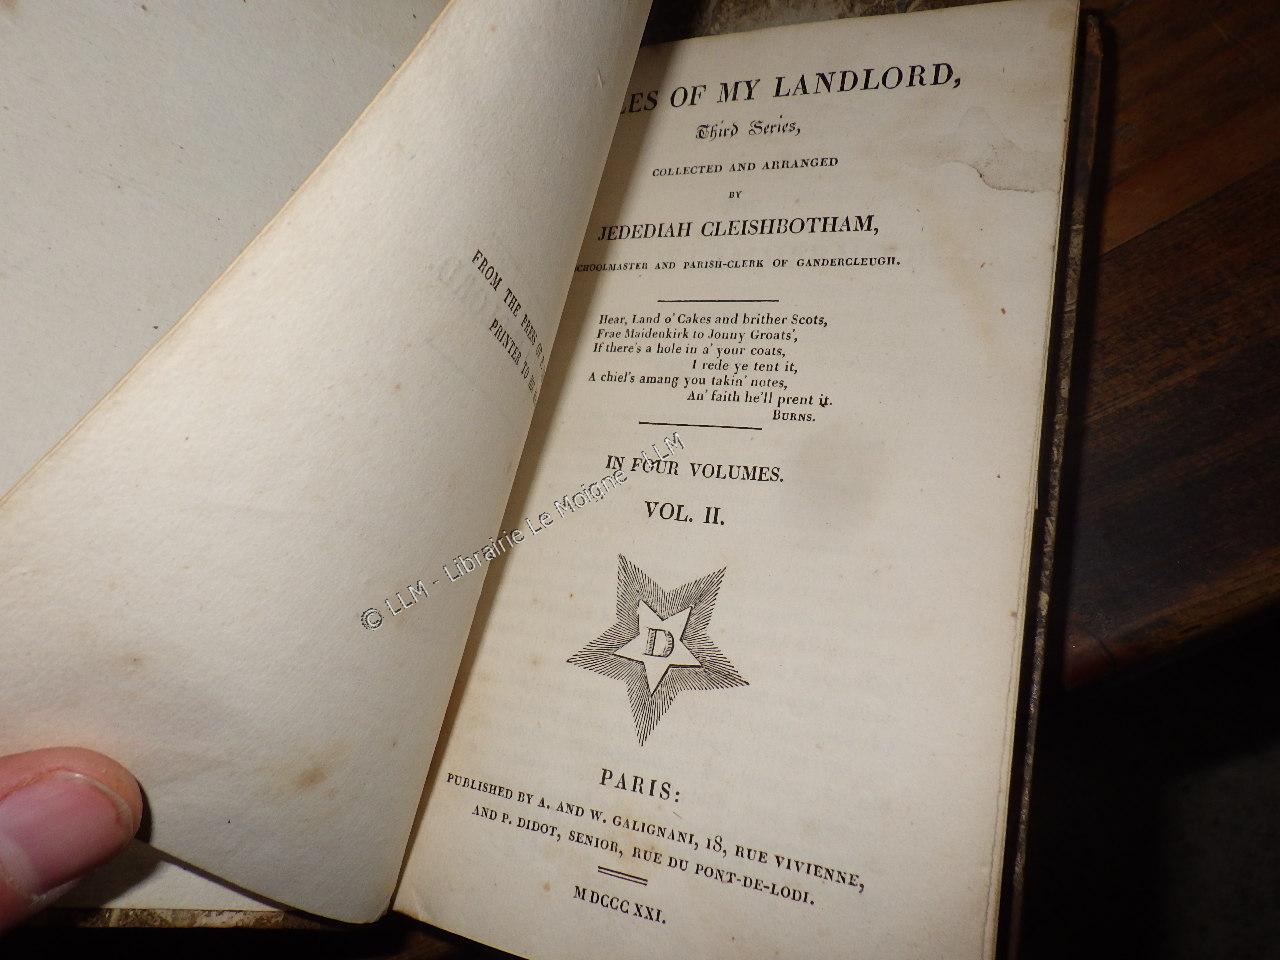 FROM THE PRESS OF
PRINTER TO
LES OF MY LANDLORD,
Third Series,
COLLECTED AND ARRANGED
BY
JEDEDIAH CLEISHBOTHAM,
CHOOLMASTER AND PARISH-CLERK OF GANDERCLEUGH.
Hear, Land o' Cakes and brither Scots,
Frae Maidenkirk to Jonny Groats',
If there's a hole in a' your coats,
I rede ye tent it,
A chiel's amang you takin' notes,
An' faith he'll prent it.
BURNS.
IN FOUR VOLUMES.
VOL. II.
D
PARIS:
PUBLISHED BY A. AND W. GALIGNANI, 18, RUE VIVIENNE,
AND P. DIDOT, SENIOR, RUE DU PONT-DE-LODI.
MDCCCXXI.
© LLM - Librairie Le Moigne - LLM